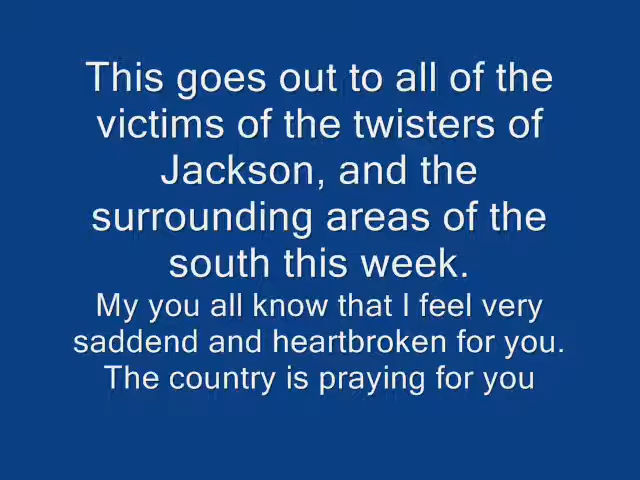 This goes out to all of the
victims of the twisters of
Jackson, and the
surrounding areas of the
south this week.
My you all know that I feel very
saddend and heartbroken for you.
The country is praying for you